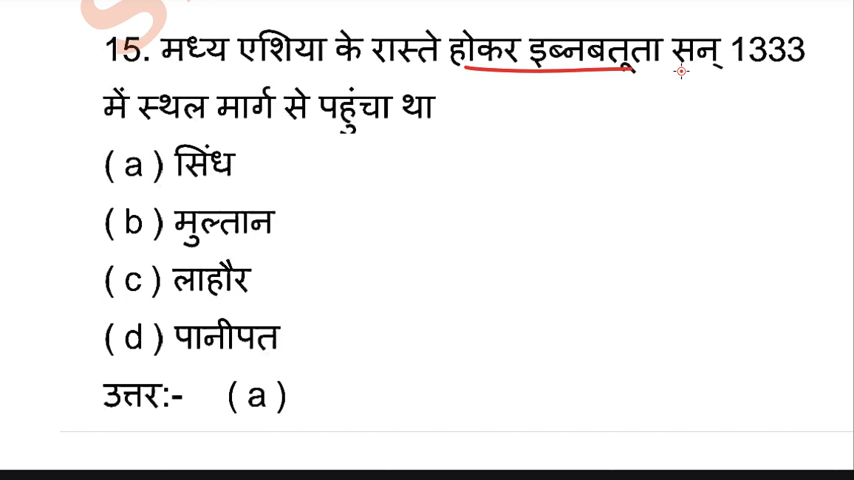 15. मध्य एशिया के रास्ते होकर इब्नबतूता सन् 1333
में स्थल मार्ग से पहुंचा था
( a ) सिंध
( b ) मुल्तान
( c ) लाहौर
( d ) पानीपत
उत्तर:- ( a )